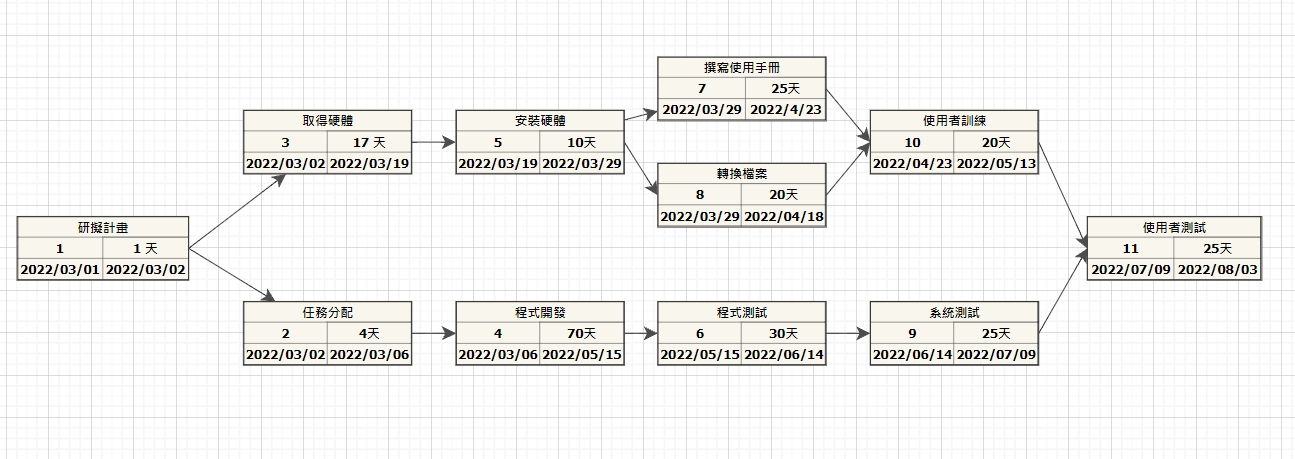 撰寫使用手冊
7 25天
2022/03/29 2022/4/23
取得硬體
3 17 天
2022/03/02 2022/03/19
安裝硬體
5 10天
2022/03/19 2022/03/29
使用者訓練
10 20天
2022/04/23 2022/05/13
轉換檔案
8 20天
2022/03/29 2022/04/18
研擬計畫
1 1 天
2022/03/01 2022/03/02
使用者測試
11 25天
2022/07/09 2022/08/03
任務分配
2 4天
2022/03/02 2022/03/06
程式開發
4 70天
2022/03/06 2022/05/15
程式測試
6 30天
2022/05/15 2022/06/14
系統測試
9 25天
2022/06/14 2022/07/09